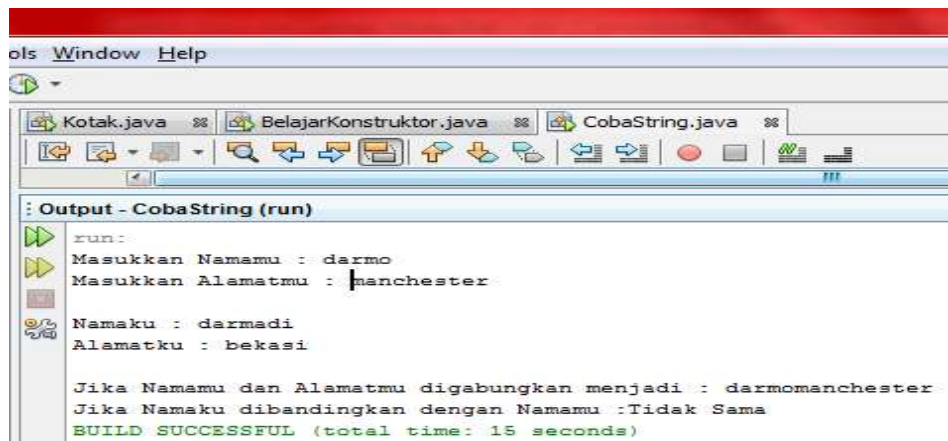 ols Window Help
Kotak.java BelajarKonstruktor.java CobaString.java
Output - CobaString (run)
run:
Masukkan Namamu : darmo
Masukkan Alamatmu : manchester
Namaku : darmadi
Alamatku : bekasi
Jika Namamu dan Alamatmu digabungkan menjadi : darmomanchester
Jika Namaku dibandingkan dengan Namamu :Tidak Sama
BUILD SUCCESSFUL (total time: 15 seconds)